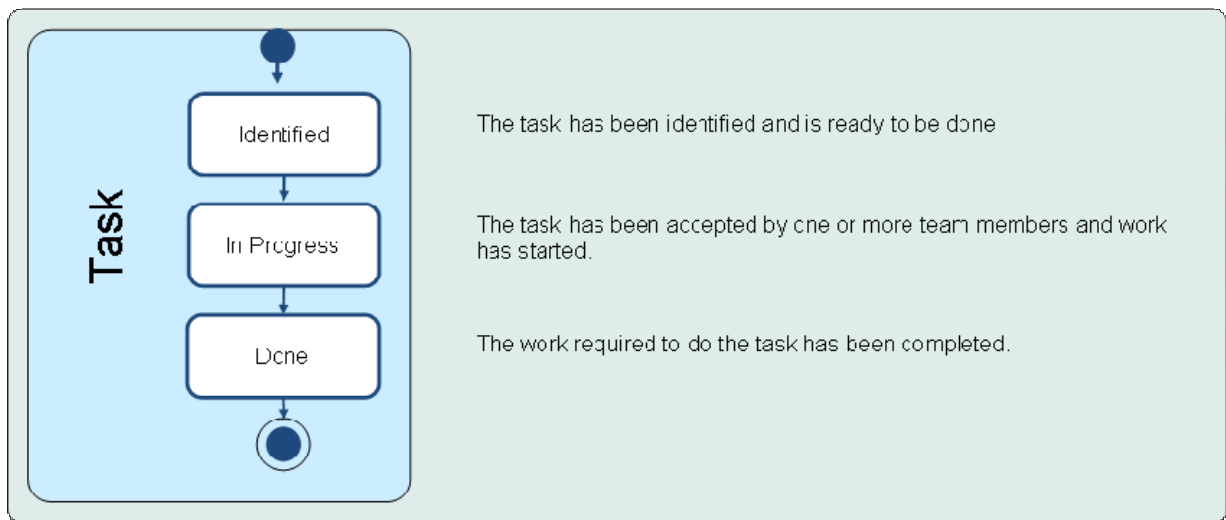 Task
Identified
The task has been identified and is ready to be done
In Progress
The task has been accepted by one or more team members and work
has started.
Done
The work required to do the task has been completed.